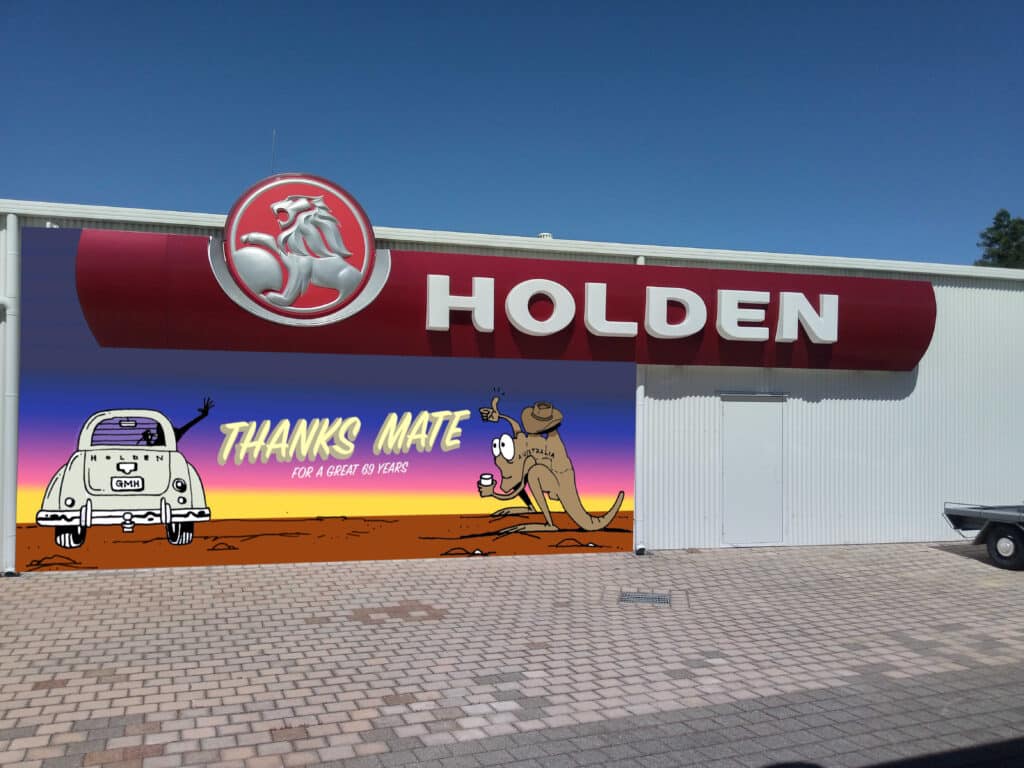 HOLDEN
THANKS MATE
FOR A GREAT 69 YEARS
HOLDEN
GMH
AUSTRALIA